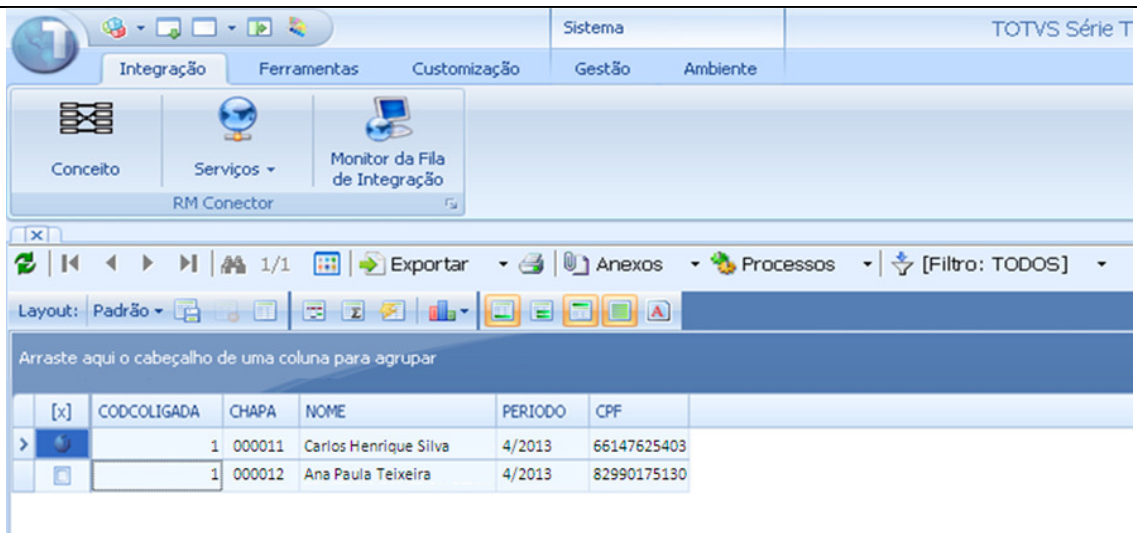 Sistema
TOTVS Série T
Integração Ferramentas Customização Gestão Ambiente
Conceito Serviços Monitor da Fila
de Integração
RM Conector
[x]
1/1 Exportar Anexos Processos [Filtro: TODOS]
Layout: Padrão
Arraste aqui o cabeçalho de uma coluna para agrupar
[x] CODCOLIGADA CHAPA NOME PERIODO CPF
1 000011 Carlos Henrique Silva 4/2013 66147625403
1 000012 Ana Paula Teixeira 4/2013 82990175130